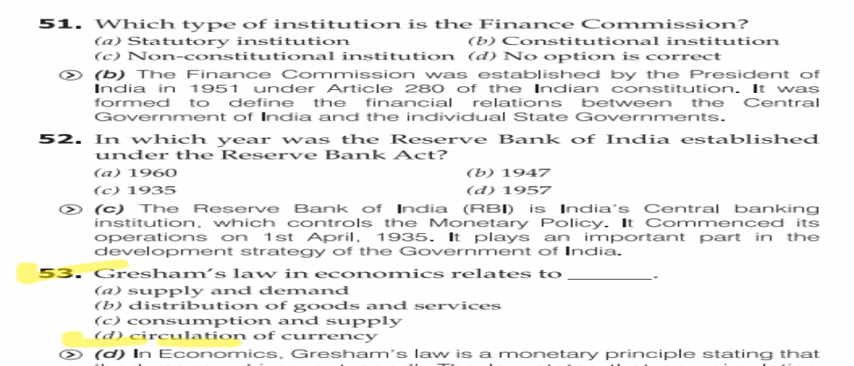 51. Which type of institution is the Finance Commission?
(a) Statutory institution (b) Constitutional institution
(c) Non-constitutional institution (d) No option is correct
(b) The Finance Commission was established by the President of
India in 1951 under Article 280 of the Indian constitution. It was
formed to define the financial relations between the Central
Government of India and the individual State Governments.
52. In which year was the Reserve Bank of India established
under the Reserve Bank Act?
(a) 1960 (b) 1947
(c) 1935 (d) 1957
(c) The Reserve Bank of India (RBI) is India's Central banking
institution, which controls the Monetary Policy. It Commenced its
operations on 1st April, 1935. It plays an important part in the
development strategy of the Government of India.
53. Gresham's law in economics relates to _______.
(a) supply and demand
(b) distribution of goods and services
(c) consumption and supply
(d) circulation of currency
(d) In Economics, Gresham's law is a monetary principle stating that